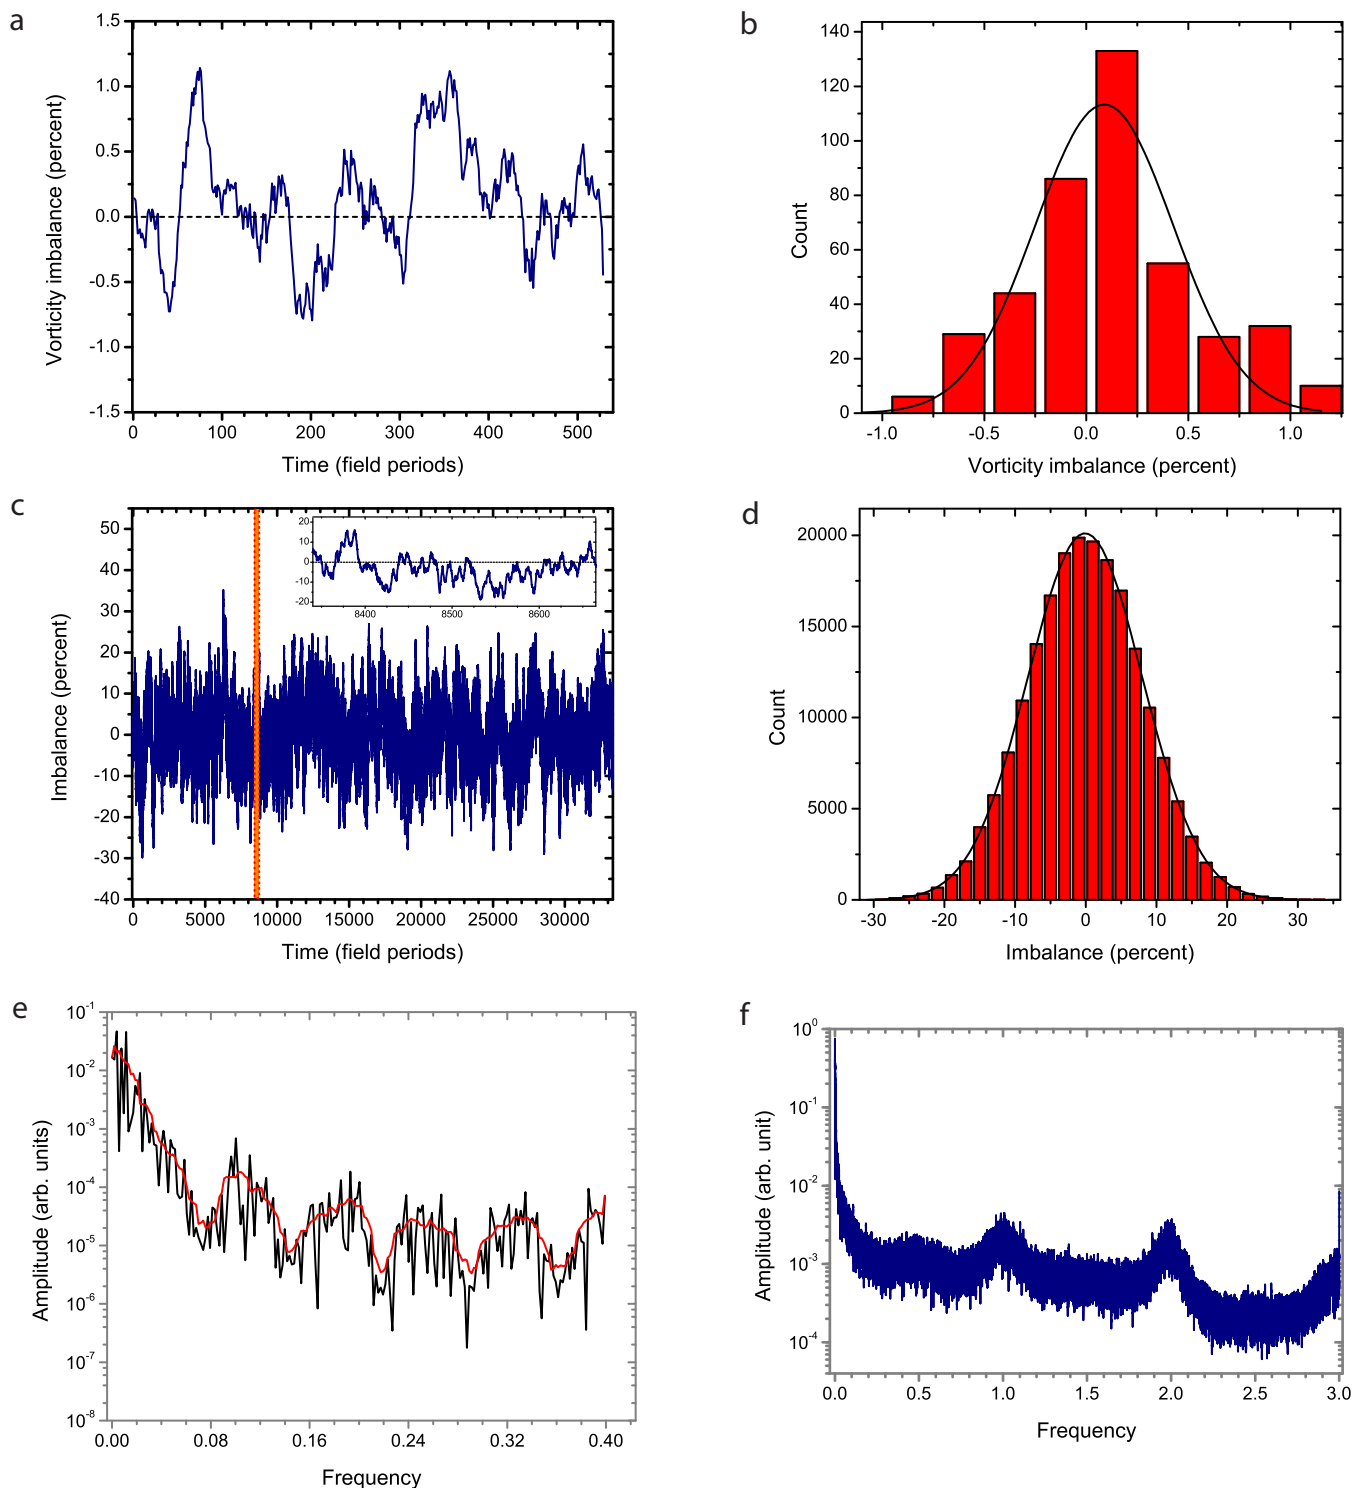 a
1.5
1.0
0.5
0.0
-0.5
-1.0
-1.5
Vorticity imbalance (percent)
0 100 200 300 400 500
Time (field periods)
b
140
120
100
80
60
40
20
0
Count
-1.0 -0.5 0.0 0.5 1.0
Vorticity imbalance (percent)
c
50
40
30
20
10
0
-10
-20
-30
-40
Imbalance (percent)
20
10
0
-10
-20
8400 8500 8600
0 5000 10000 15000 20000 25000 30000
Time (field periods)
d
20000
15000
10000
5000
0
Count
-30 -20 -10 0 10 20 30
Imbalance (percent)
e
10^-1
10^-2
10^-3
10^-4
10^-5
10^-6
10^-7
10^-8
Amplitude (arb. units)
0.00 0.08 0.16 0.24 0.32 0.40
Frequency
f
10^0
10^-1
10^-2
10^-3
10^-4
Amplitude (arb. unit)
0.0 0.5 1.0 1.5 2.0 2.5 3.0
Frequency